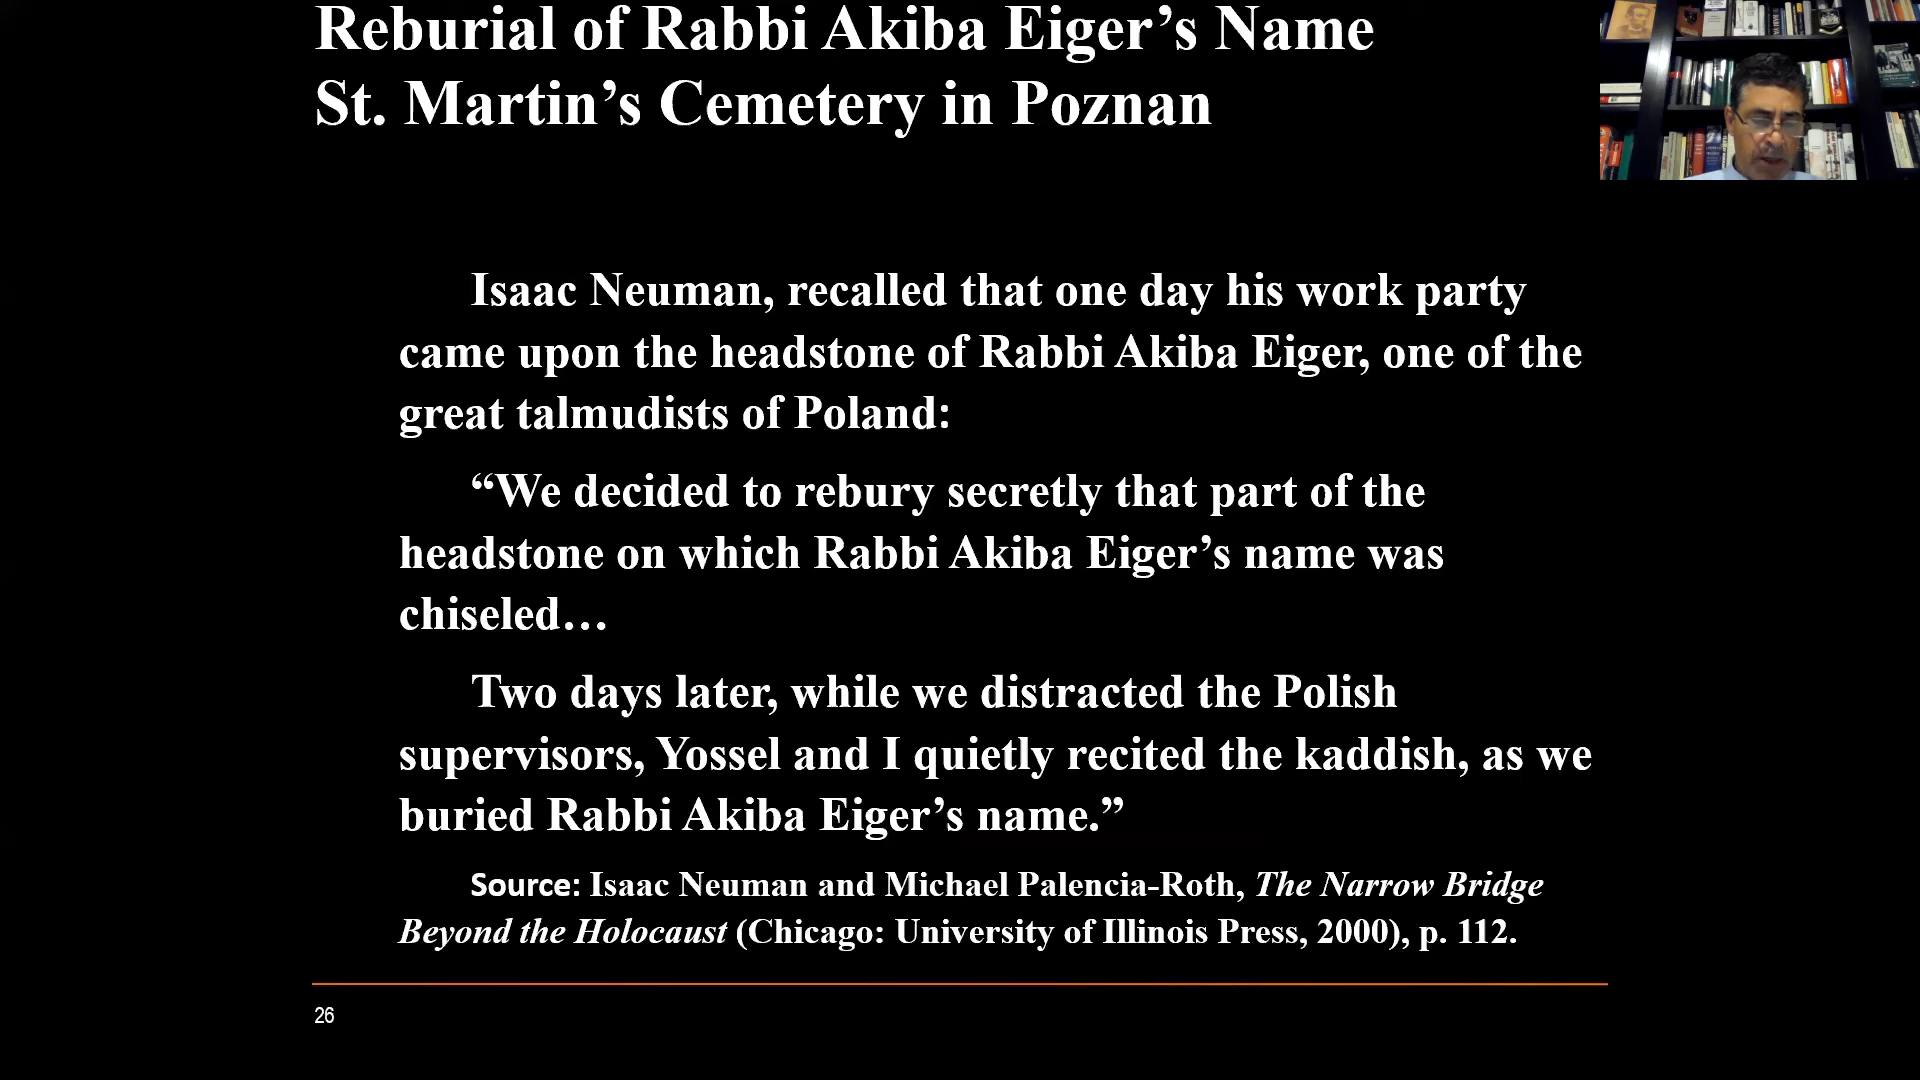 Reburial of Rabbi Akiba Eiger’s Name
St. Martin’s Cemetery in Poznan
Isaac Neuman, recalled that one day his work party
came upon the headstone of Rabbi Akiba Eiger, one of the
great talmudists of Poland:
“We decided to rebury secretly that part of the
headstone on which Rabbi Akiba Eiger’s name was
chiseled…
Two days later, while we distracted the Polish
supervisors, Yossel and I quietly recited the kaddish, as we
buried Rabbi Akiba Eiger’s name.”
Source: Isaac Neuman and Michael Palencia-Roth, The Narrow Bridge
Beyond the Holocaust (Chicago: University of Illinois Press, 2000), p. 112.
26